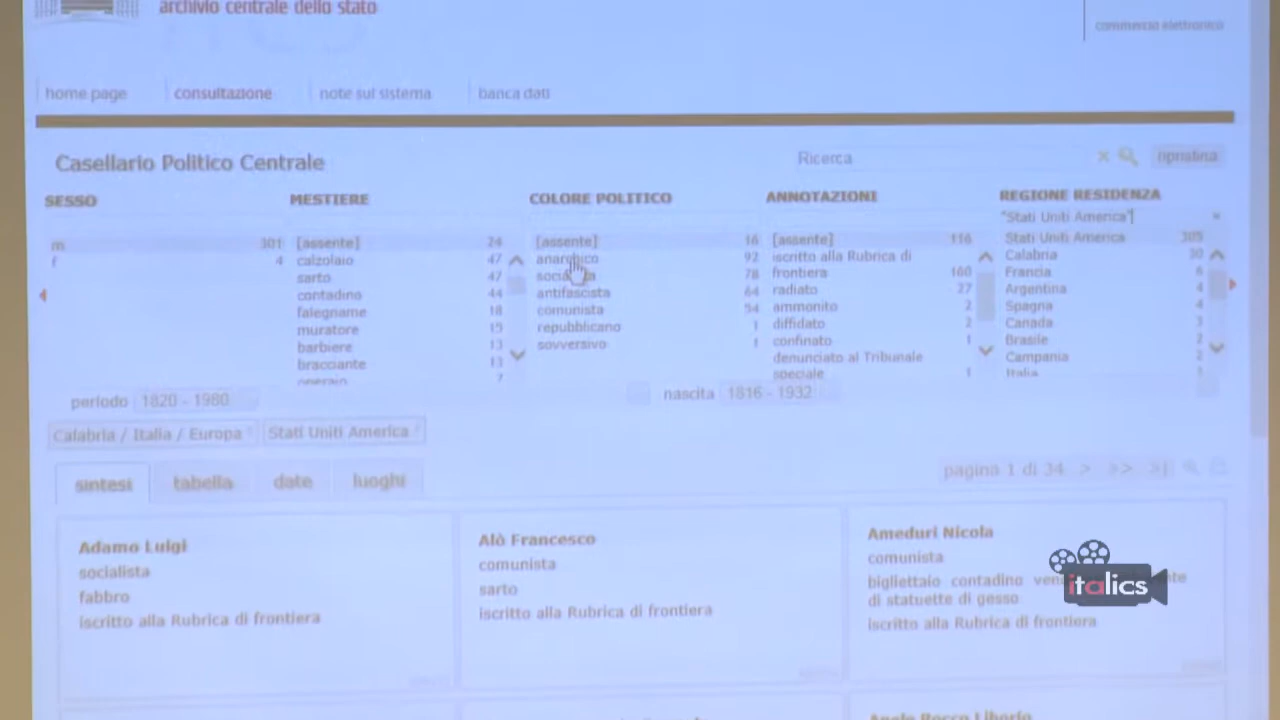 archivio centrale dello stato
commercio elettronico
home page consultazione note sul sistema banca dati
Casellario Politico Centrale
Ricerca
ripristina
SESSO MESTIERE COLORE POLITICO ANNOTAZIONI REGIONE RESIDENZA
"Stati Uniti America"
m 301 [assente] 24 [assente] 16 [assente] 116 Stati Uniti America 305
f 4 calzolaio 47 anarchico 92 iscritto alla Rubrica di Calabria 30
sarto 47 78 frontiera 160 Francia 6
contadino 44 antifascista 64 radiato 27 Argentina 4
falegname 18 comunista 54 ammonito 2 Spagna 4
muratore 15 repubblicano 1 diffidato 2 Canada 3
barbiere 13 sovversivo 1 confinato 1 Brasile 2
bracciante 13 denunciato al Tribunale Campania 2
operaio 7 speciale 1 Italia
periodo 1820 - 1980 nascita 1816 - 1932
Calabria / Italia / Europa Stati Uniti America
sintesi tabella date luoghi pagina 1 di 34 > >> >|
Adamo Luigi
socialista
fabbro
iscritto alla Rubrica di frontiera
Alò Francesco
comunista
sarto
iscritto alla Rubrica di frontiera
Ameduri Nicola
comunista
bigliettaio contadino
di statuette di gesso
iscritto alla Rubrica di frontiera
italics
Angelo Rocco Liborio